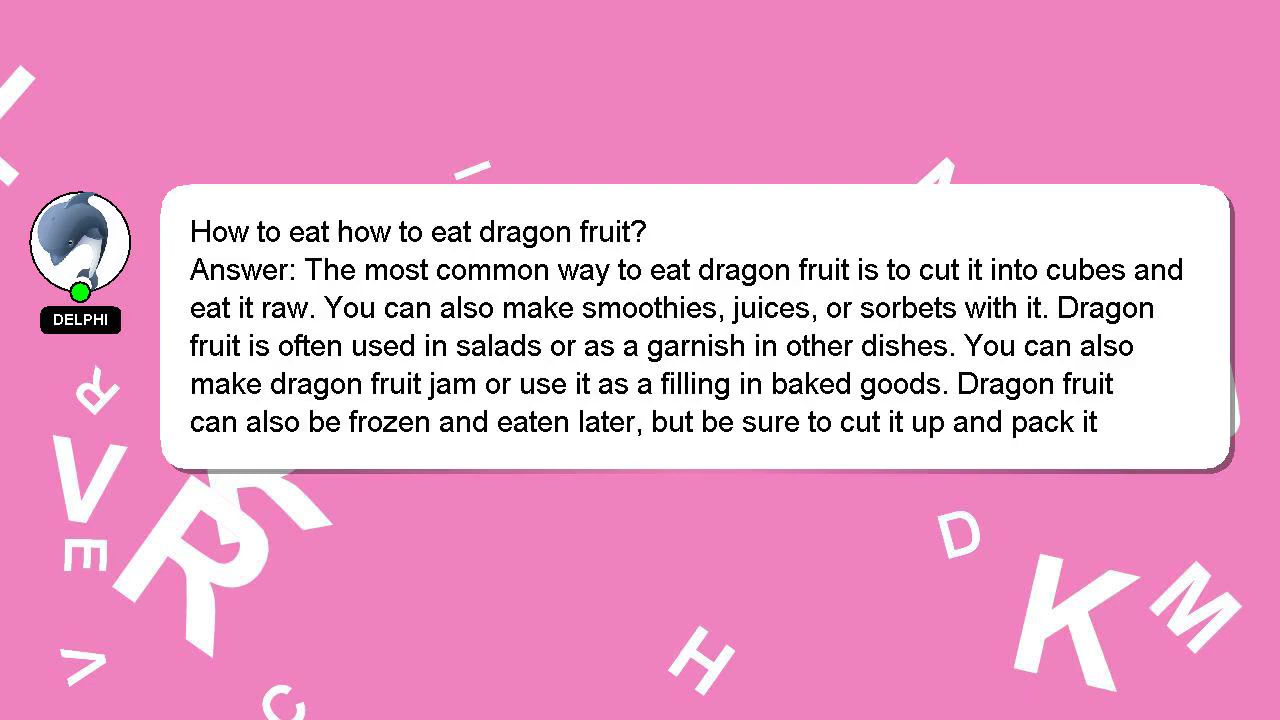 How to eat how to eat dragon fruit?
Answer: The most common way to eat dragon fruit is to cut it into cubes and
eat it raw. You can also make smoothies, juices, or sorbets with it. Dragon
fruit is often used in salads or as a garnish in other dishes. You can also
make dragon fruit jam or use it as a filling in baked goods. Dragon fruit
can also be frozen and eaten later, but be sure to cut it up and pack it
DELPHI
R
V
E
R
K
V
C
H
D
K
M